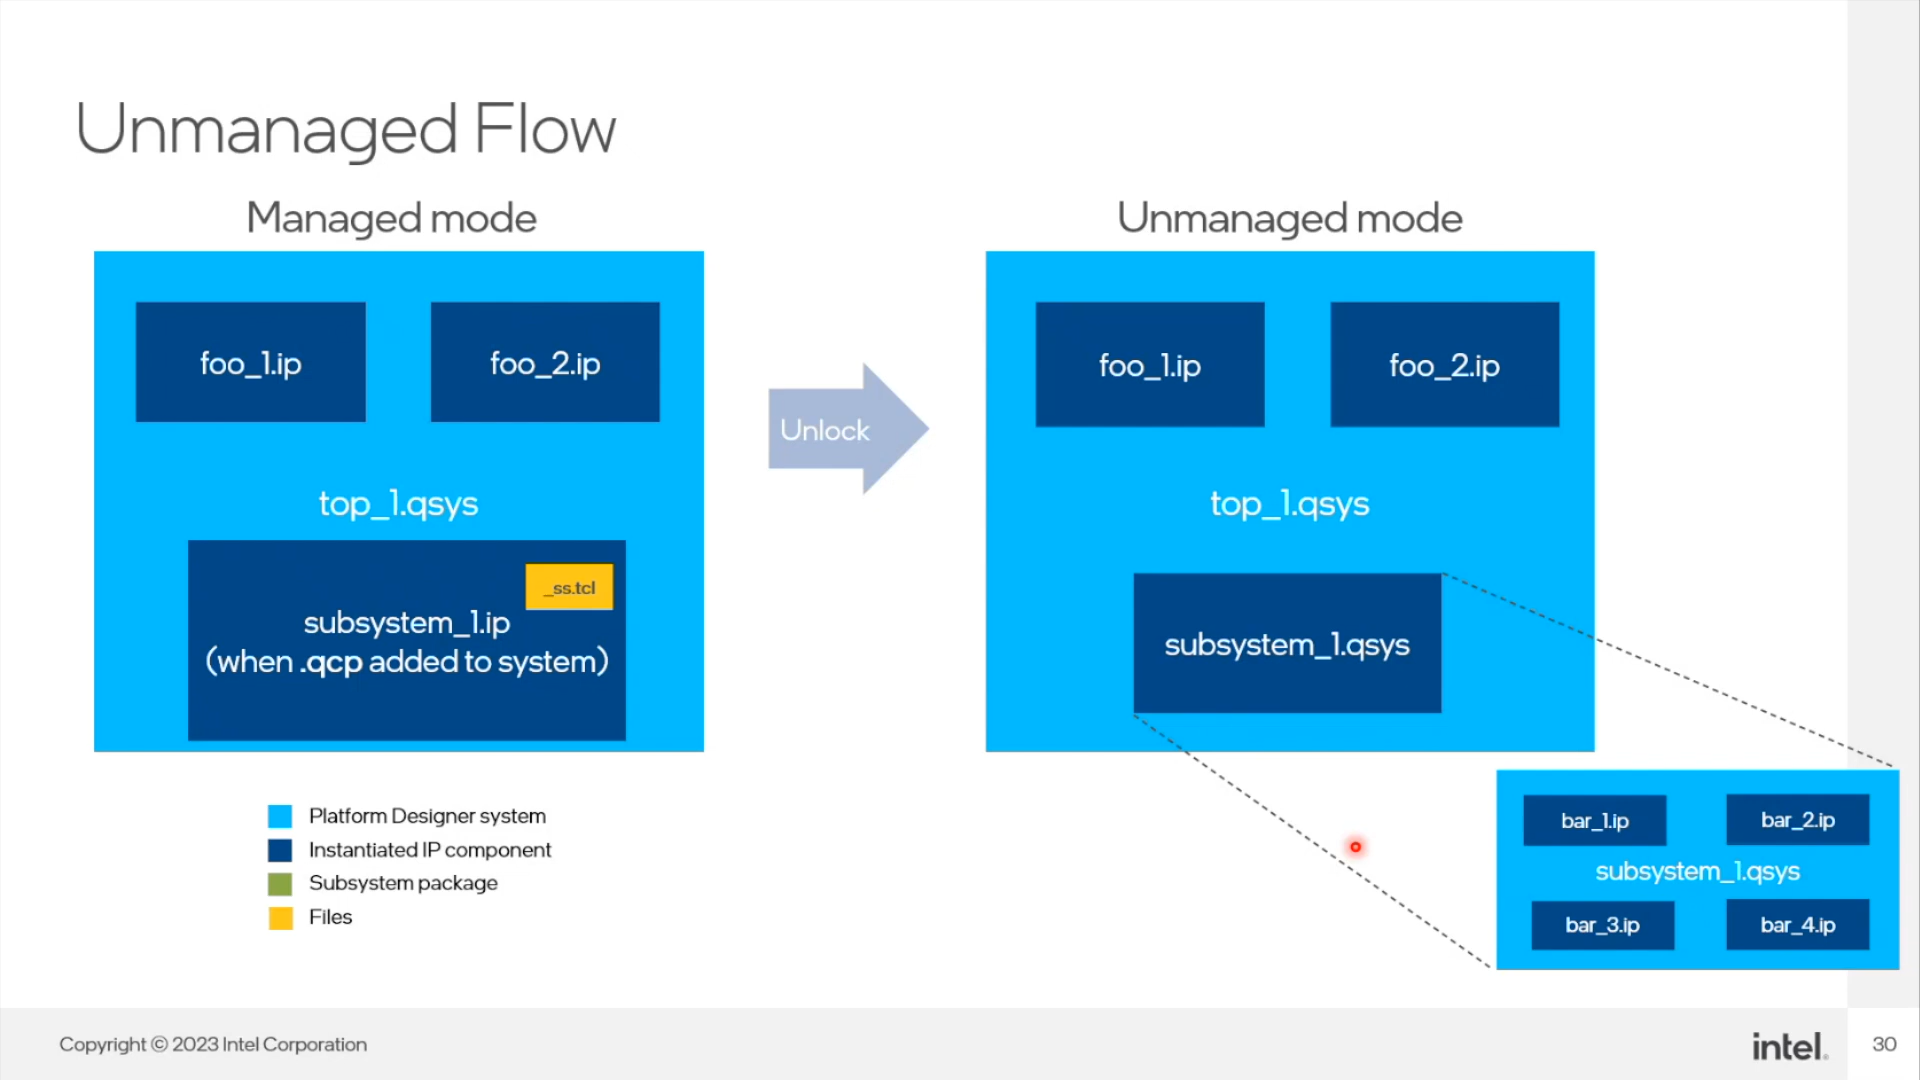 Unmanaged Flow
Managed mode
foo_1.ip
foo_2.ip
top_1.qsys
_ss.tcl
subsystem_1.ip
(when .qcp added to system)
Unlock
Unmanaged mode
foo_1.ip
foo_2.ip
top_1.qsys
subsystem_1.qsys
bar_1.ip
bar_2.ip
subsystem_1.qsys
bar_3.ip
bar_4.ip
Platform Designer system
Instantiated IP component
Subsystem package
Files
Copyright © 2023 Intel Corporation
intel.
30